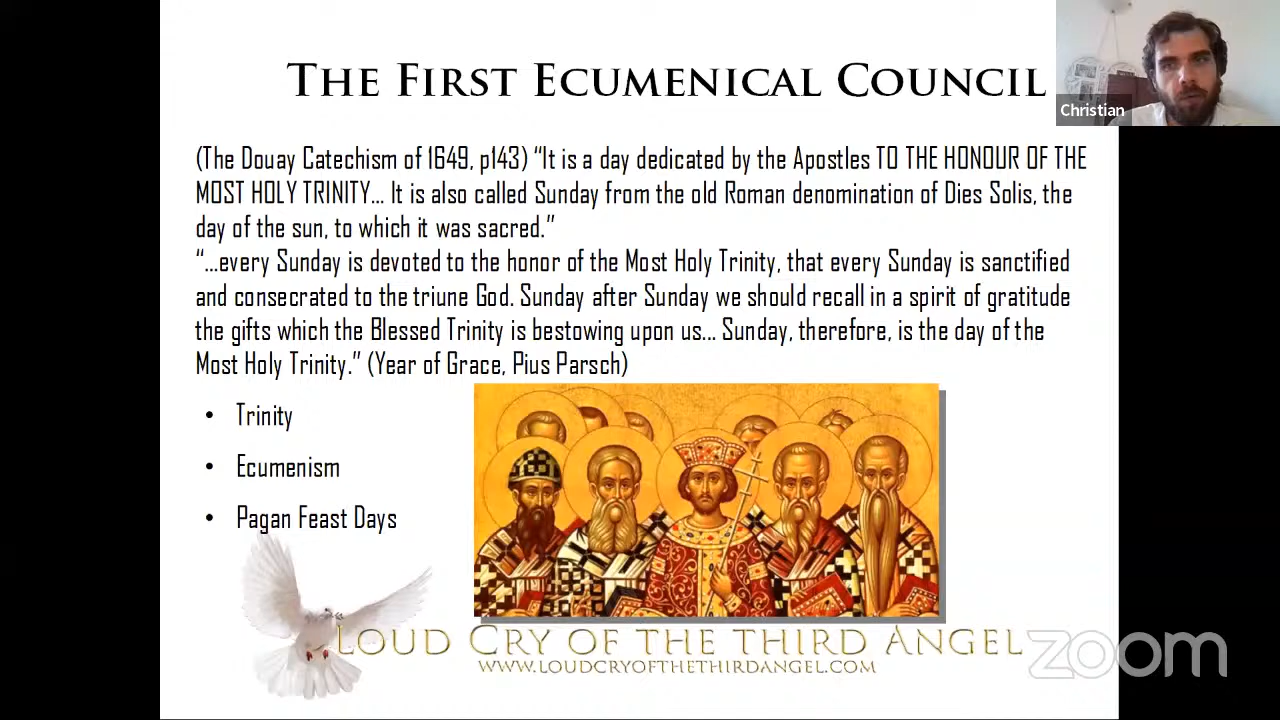 THE FIRST ECUMENICAL COUNCIL
Christian
(The Douay Catechism of 1649, p143) “It is a day dedicated by the Apostles TO THE HONOUR OF THE
MOST HOLY TRINITY... It is also called Sunday from the old Roman denomination of Dies Solis, the
day of the sun, to which it was sacred.”
“...every Sunday is devoted to the honor of the Most Holy Trinity, that every Sunday is sanctified
and consecrated to the triune God. Sunday after Sunday we should recall in a spirit of gratitude
the gifts which the Blessed Trinity is bestowing upon us... Sunday, therefore, is the day of the
Most Holy Trinity.” (Year of Grace, Pius Parsch)
• Trinity
• Ecumenism
• Pagan Feast Days
LOUD CRY OF THE THIRD ANGEL
WWW.LOUDCRYOFTHETHIRDANGEL.COM
zoom